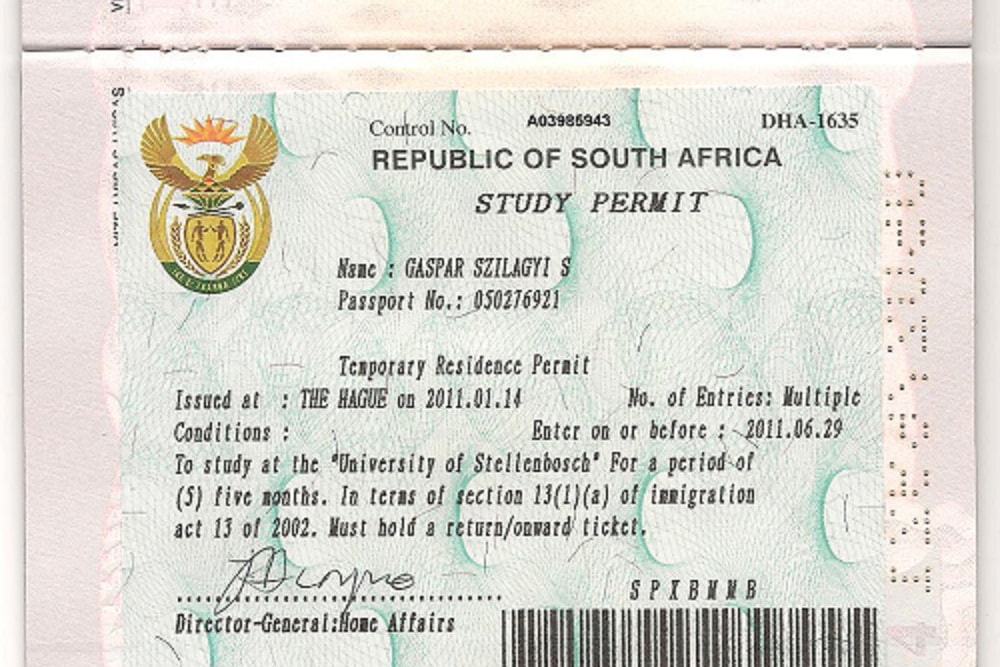 Control No. A03985943 DHA-1635
REPUBLIC OF SOUTH AFRICA
STUDY PERMIT
Name : GASPAR SZILAGYI S
Passport No.: 050276921
Temporary Residence Permit
Issued at : THE HAGUE on 2011.01.14 No. of Entries: Multiple
Conditions : Enter on or before : 2011.06.29
To study at the "University of Stellenbosch" For a period of
(5) five months. In terms of section 13(1)(a) of immigration
act 13 of 2002. Must hold a return/onward ticket.
SPXBMMB
Director-General:Home Affairs